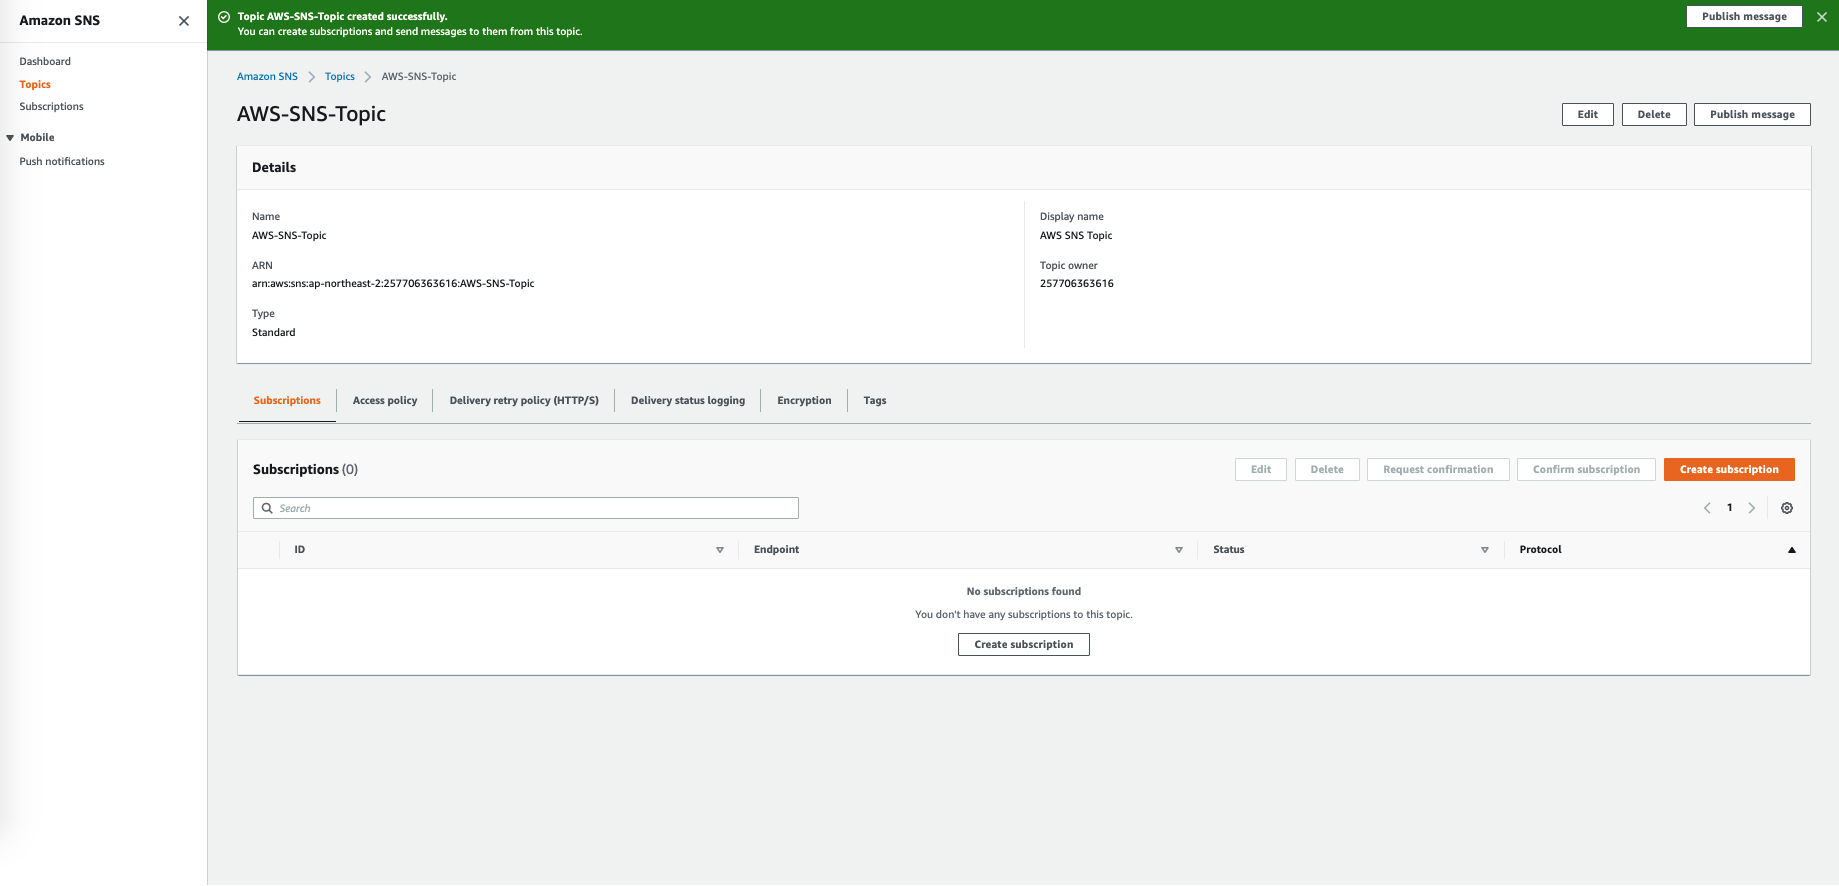 Amazon SNS
Dashboard
Topics
Subscriptions
Mobile
Push notifications
Topic AWS-SNS-Topic created successfully.
You can create subscriptions and send messages to them from this topic.
Publish message
Amazon SNS Topics AWS-SNS-Topic
AWS-SNS-Topic
Edit Delete Publish message
Details
Name
AWS-SNS-Topic
ARN
arn:aws:sns:ap-northeast-2:257706363616:AWS-SNS-Topic
Type
Standard
Display name
AWS SNS Topic
Topic owner
257706363616
Subscriptions Access policy Delivery retry policy (HTTP/S) Delivery status logging Encryption Tags
Subscriptions (0)
Edit Delete Request confirmation Confirm subscription Create subscription
Search
1
ID Endpoint Status Protocol
No subscriptions found
You don't have any subscriptions to this topic.
Create subscription